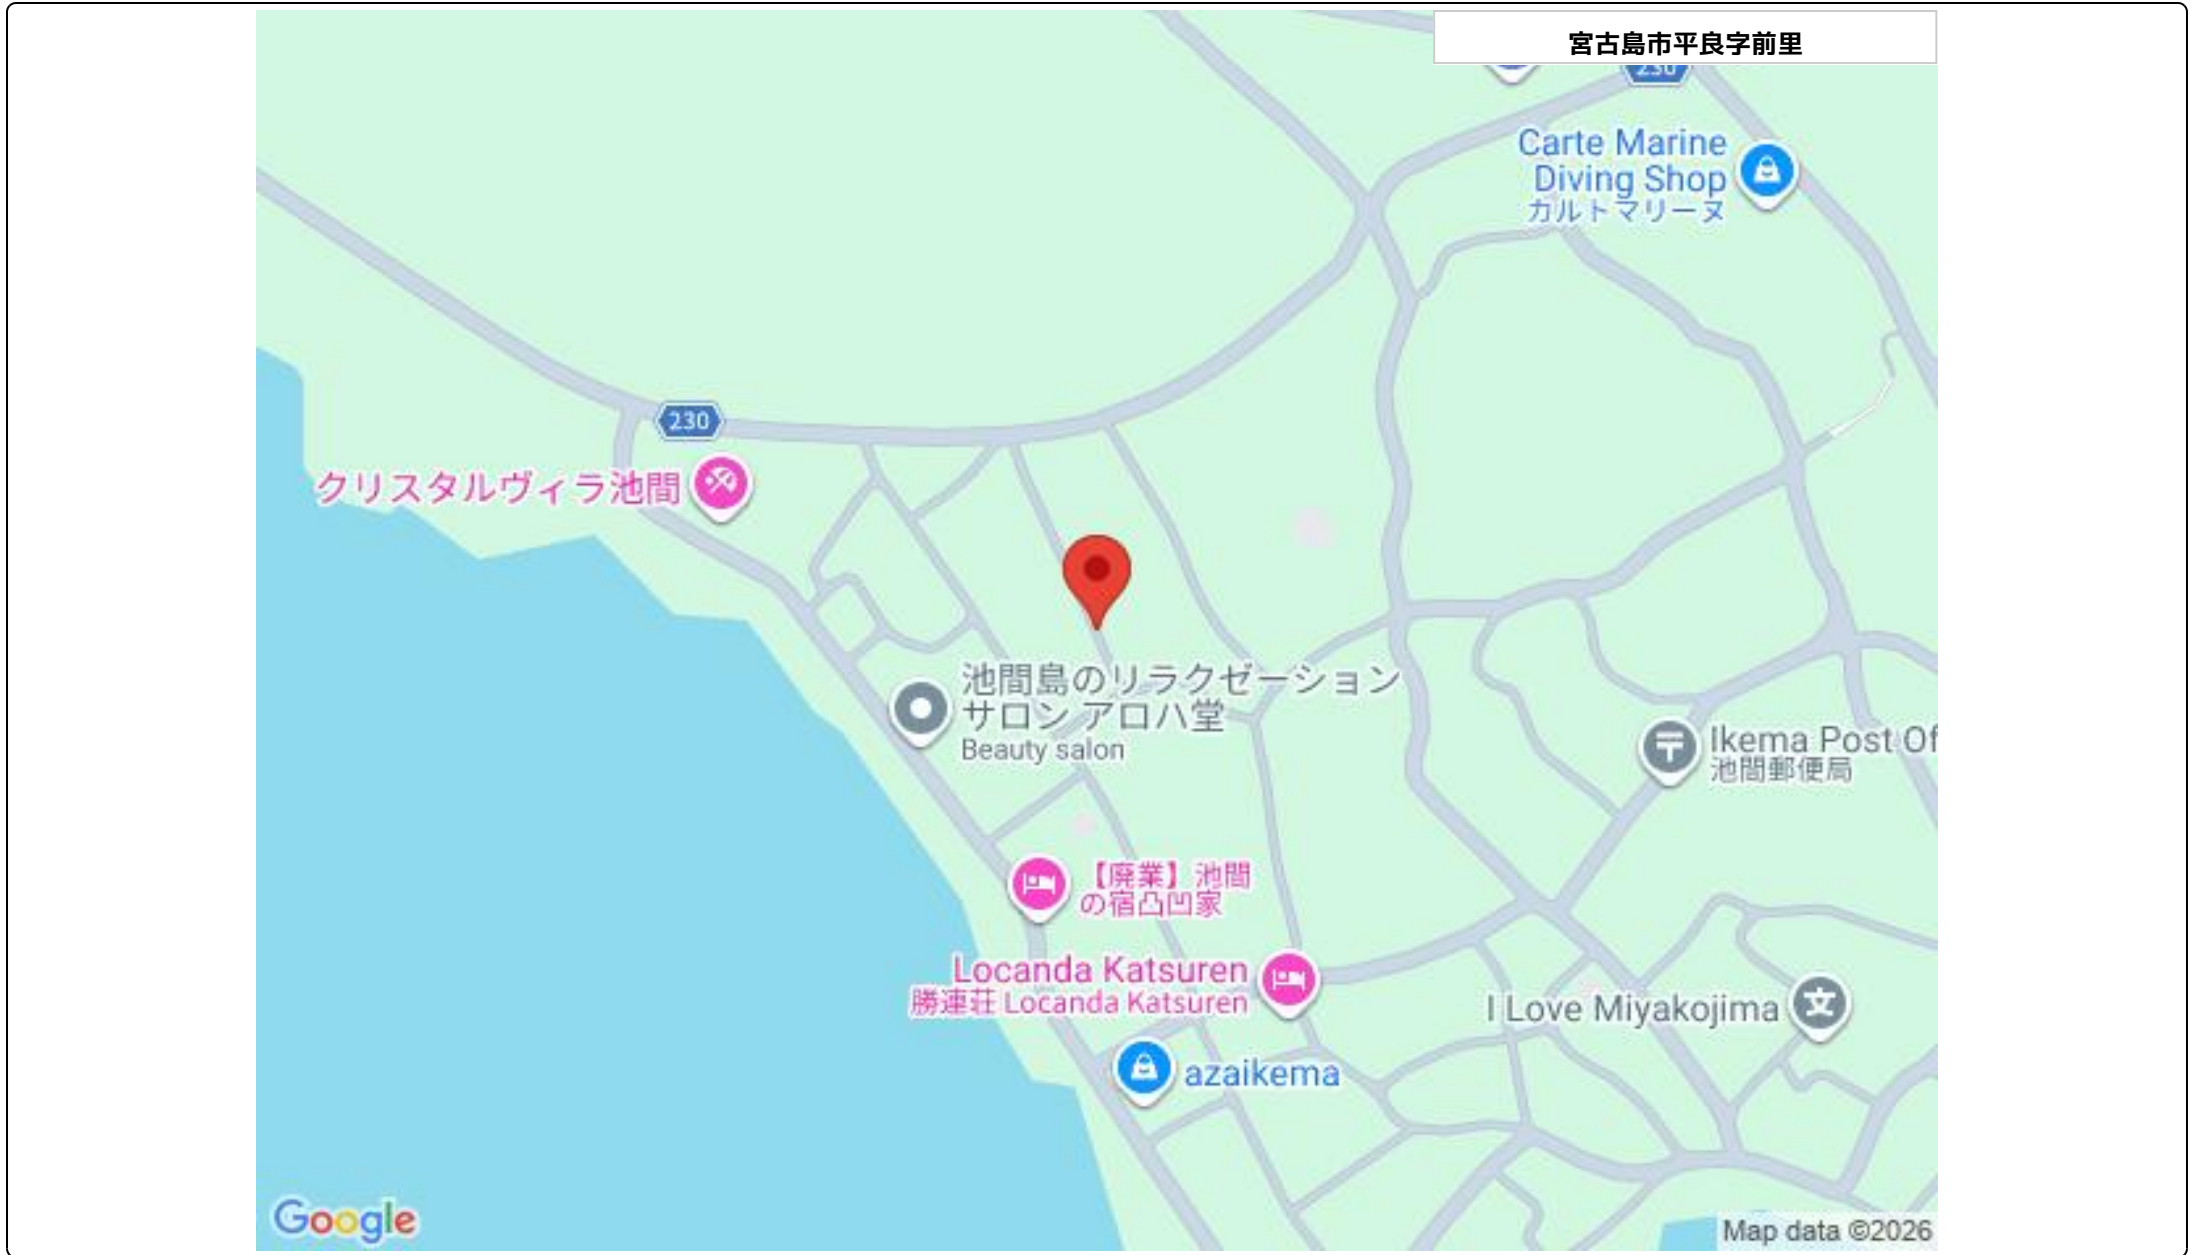 宮古島市平良字前里
230
Carte Marine
Diving Shop
カルトマリーヌ
230
クリスタルヴィラ池間
池間島のリラクゼーション
サロン アロハ堂
Beauty salon
Ikema Post Of
池間郵便局
【廃業】池間
の宿凸凹家
Locanda Katsuren
勝連荘 Locanda Katsuren
I Love Miyakojima
文
azaikema
Google
Map data ©2026